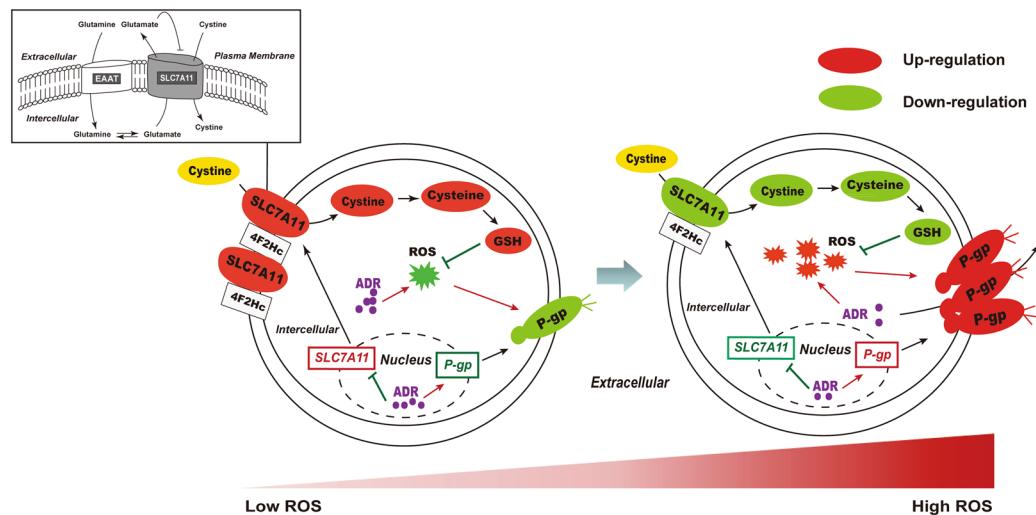 Glutamine
Glutamate
Cystine
Extracellular
Plasma Membrane
EAAT
SLC7A11
Intercellular
Glutamine
Glutamate
Cystine
Up-regulation
Down-regulation
Cystine
SLC7A11
4F2Hc
SLC7A11
4F2Hc
Cystine
Cysteine
GSH
ROS
ADR
P-gp
Intercellular
SLC7A11
Nucleus
P-gp
ADR
Cystine
SLC7A11
4F2Hc
Cystine
Cysteine
GSH
ROS
P-gp
P-gp
P-gp
ADR
Intercellular
SLC7A11
Nucleus
P-gp
ADR
Extracellular
Low ROS
High ROS